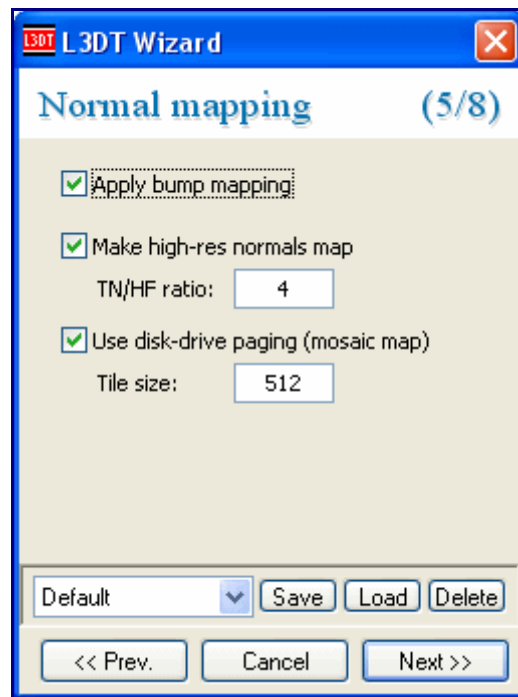 L3DT L3DT Wizard
Normal mapping (5/8)
Apply bump mapping
Make high-res normals map
TN/HF ratio: 4
Use disk-drive paging (mosaic map)
Tile size: 512
Default Save Load Delete
<< Prev. Cancel Next >>